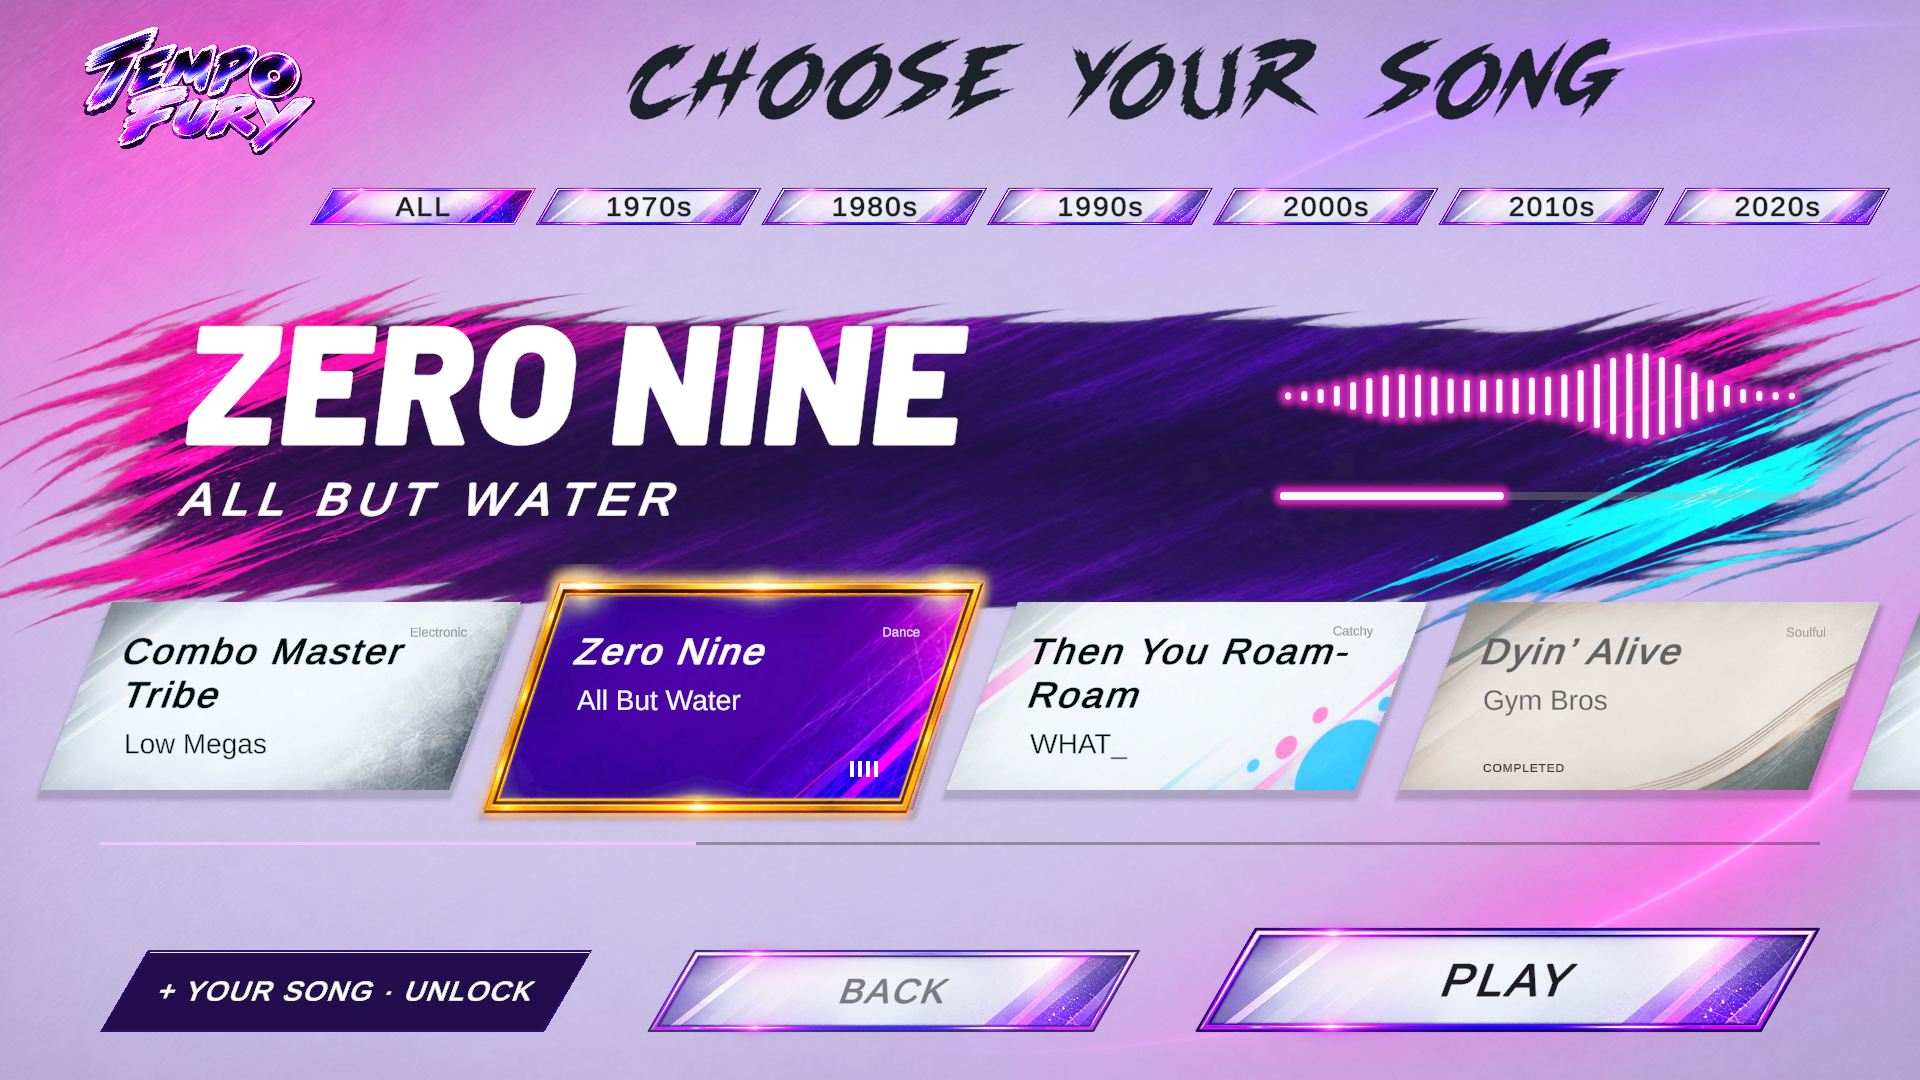 TEMPO
FURY
CHOOSE YOUR SONG
ALL
1970s
1980s
1990s
2000s
2010s
2020s
ZERO NINE
ALL BUT WATER
Combo Master
Tribe
Low Megas
Electronic
Zero Nine
All But Water
Dance
Then You Roam-
Roam
WHAT_
Catchy
Dyin’ Alive
Gym Bros
Soulful
COMPLETED
+ YOUR SONG · UNLOCK
BACK
PLAY